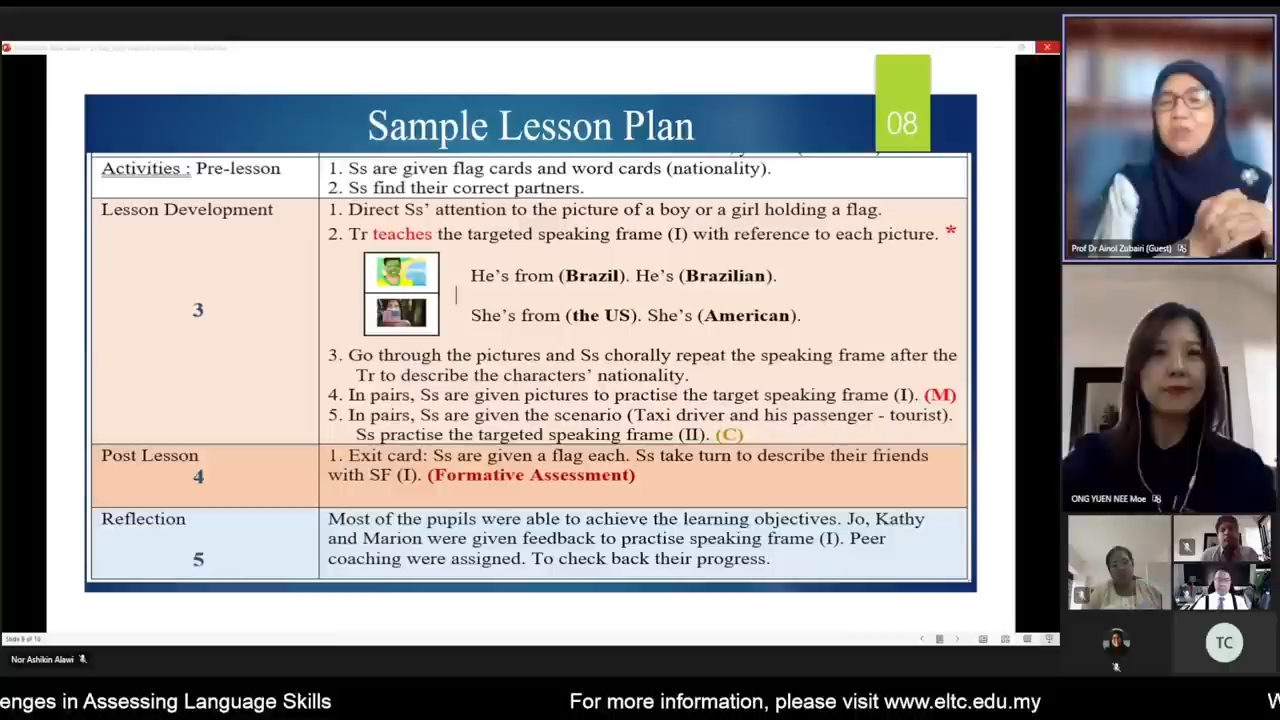 Sample Lesson Plan
08
Activities : Pre-lesson
1. Ss are given flag cards and word cards (nationality).
2. Ss find their correct partners.
Lesson Development
3
1. Direct Ss’ attention to the picture of a boy or a girl holding a flag.
2. Tr teaches the targeted speaking frame (I) with reference to each picture. *
He’s from (Brazil). He’s (Brazilian).
She’s from (the US). She’s (American).
3. Go through the pictures and Ss chorally repeat the speaking frame after the
Tr to describe the characters’ nationality.
4. In pairs, Ss are given pictures to practise the target speaking frame (I). (M)
5. In pairs, Ss are given the scenario (Taxi driver and his passenger - tourist).
Ss practise the targeted speaking frame (II). (C)
Post Lesson
4
1. Exit card: Ss are given a flag each. Ss take turn to describe their friends
with SF (I). (Formative Assessment)
Reflection
5
Most of the pupils were able to achieve the learning objectives. Jo, Kathy
and Marion were given feedback to practise speaking frame (I). Peer
coaching were assigned. To check back their progress.
Slide 9 of 10
Nor Ashikin Alawi
Prof Dr Ainol Zubairi (Guest)
ONG YUEN NEE Moe
TC
enges in Assessing Language Skills
For more information, please visit www.eltc.edu.my
W